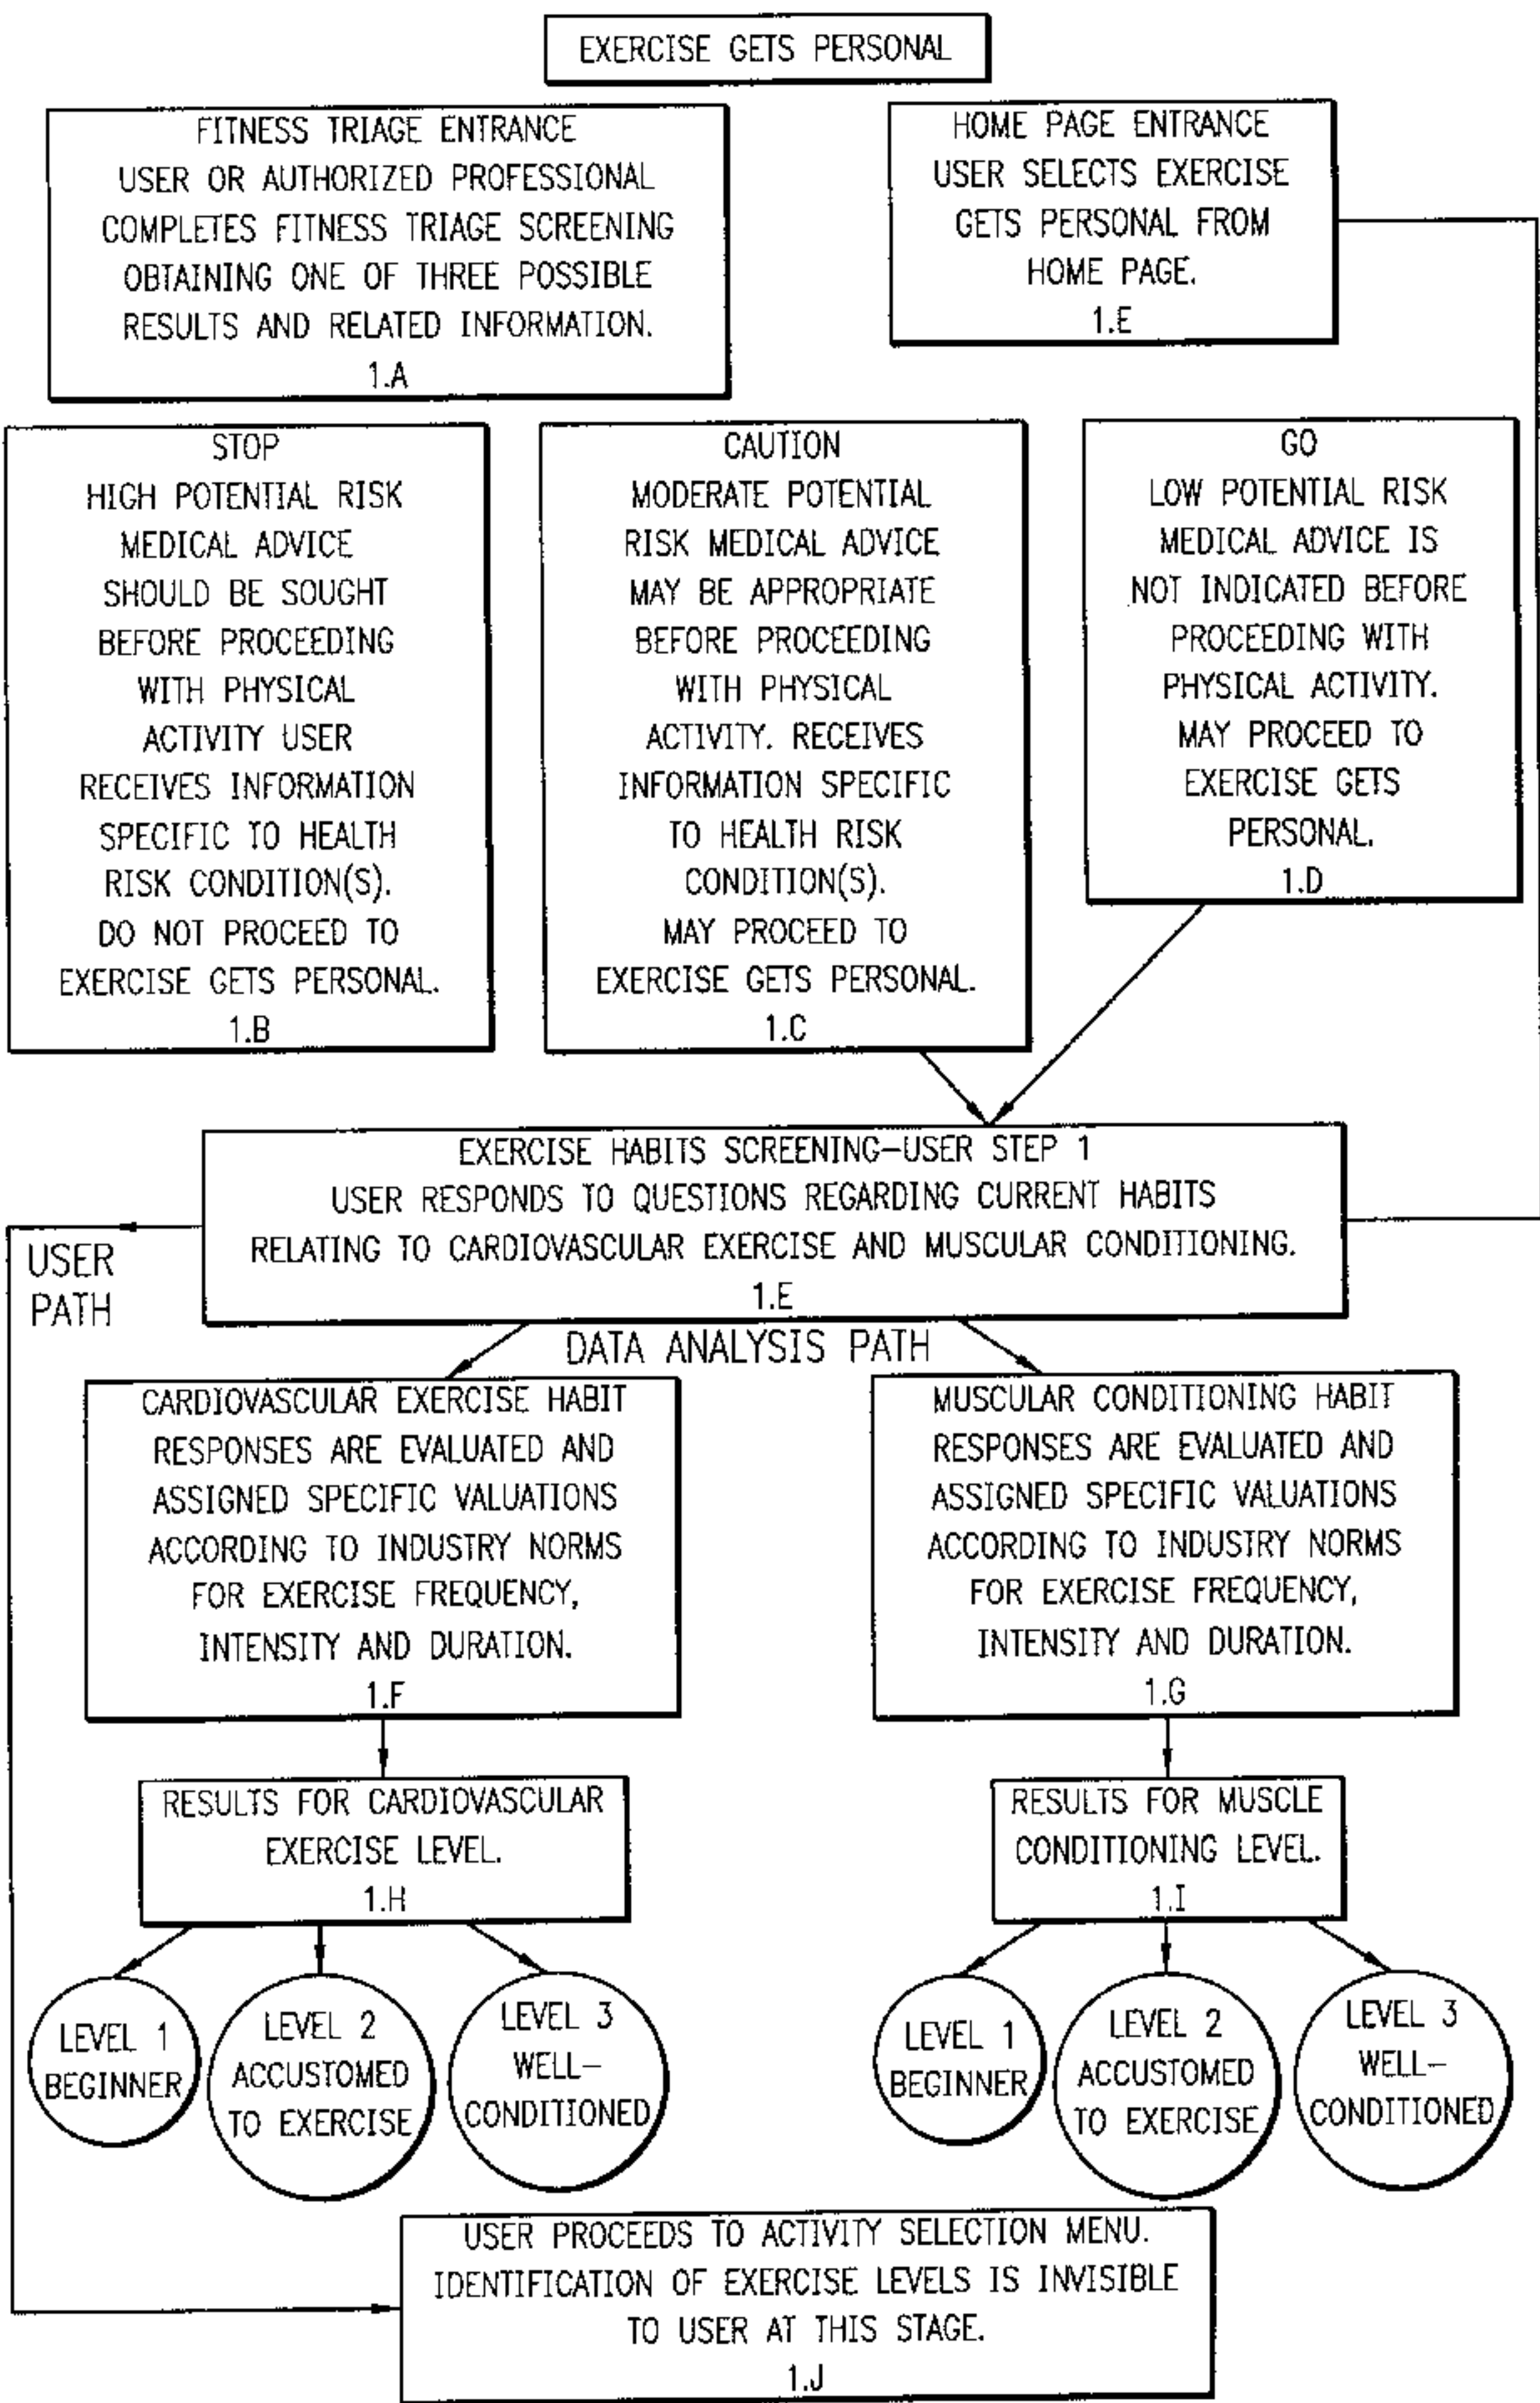 EXERCISE GETS PERSONAL
FITNESS TRIAGE ENTRANCE
USER OR AUTHORIZED PROFESSIONAL
COMPLETES FITNESS TRIAGE SCREENING
OBTAINING ONE OF THREE POSSIBLE
RESULTS AND RELATED INFORMATION.
1.A
HOME PAGE ENTRANCE
USER SELECTS EXERCISE
GETS PERSONAL FROM
HOME PAGE.
1.E
STOP
HIGH POTENTIAL RISK
MEDICAL ADVICE
SHOULD BE SOUGHT
BEFORE PROCEEDING
WITH PHYSICAL
ACTIVITY USER
RECEIVES INFORMATION
SPECIFIC TO HEALTH
RISK CONDITION(S).
DO NOT PROCEED TO
EXERCISE GETS PERSONAL.
1.B
CAUTION
MODERATE POTENTIAL
RISK MEDICAL ADVICE
MAY BE APPROPRIATE
BEFORE PROCEEDING
WITH PHYSICAL
ACTIVITY. RECEIVES
INFORMATION SPECIFIC
TO HEALTH RISK
CONDITION(S).
MAY PROCEED TO
EXERCISE GETS PERSONAL.
1.C
GO
LOW POTENTIAL RISK
MEDICAL ADVICE IS
NOT INDICATED BEFORE
PROCEEDING WITH
PHYSICAL ACTIVITY.
MAY PROCEED TO
EXERCISE GETS
PERSONAL.
1.D
EXERCISE HABITS SCREENING-USER STEP 1
USER RESPONDS TO QUESTIONS REGARDING CURRENT HABITS
RELATING TO CARDIOVASCULAR EXERCISE AND MUSCULAR CONDITIONING.
1.E
USER
PATH
DATA ANALYSIS PATH
CARDIOVASCULAR EXERCISE HABIT
RESPONSES ARE EVALUATED AND
ASSIGNED SPECIFIC VALUATIONS
ACCORDING TO INDUSTRY NORMS
FOR EXERCISE FREQUENCY,
INTENSITY AND DURATION.
1.F
MUSCULAR CONDITIONING HABIT
RESPONSES ARE EVALUATED AND
ASSIGNED SPECIFIC VALUATIONS
ACCORDING TO INDUSTRY NORMS
FOR EXERCISE FREQUENCY,
INTENSITY AND DURATION.
1.G
RESULTS FOR CARDIOVASCULAR
EXERCISE LEVEL.
1.H
RESULTS FOR MUSCLE
CONDITIONING LEVEL.
1.I
LEVEL 1
BEGINNER
LEVEL 2
ACCUSTOMED
TO EXERCISE
LEVEL 3
WELL-
CONDITIONED
LEVEL 1
BEGINNER
LEVEL 2
ACCUSTOMED
TO EXERCISE
LEVEL 3
WELL-
CONDITIONED
USER PROCEEDS TO ACTIVITY SELECTION MENU.
IDENTIFICATION OF EXERCISE LEVELS IS INVISIBLE
TO USER AT THIS STAGE.
1.J